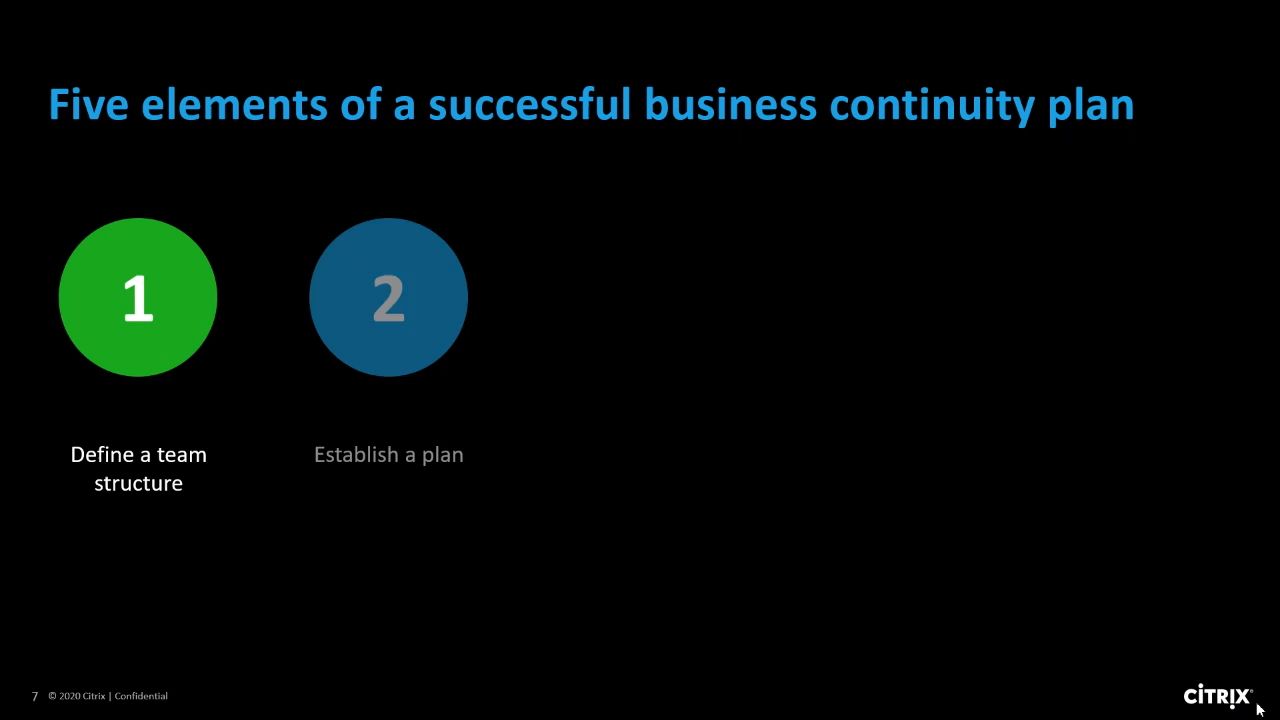 Five elements of a successful business continuity plan
1
2
Define a team
structure
Establish a plan
7 © 2020 Citrix | Confidential
CITRIX®